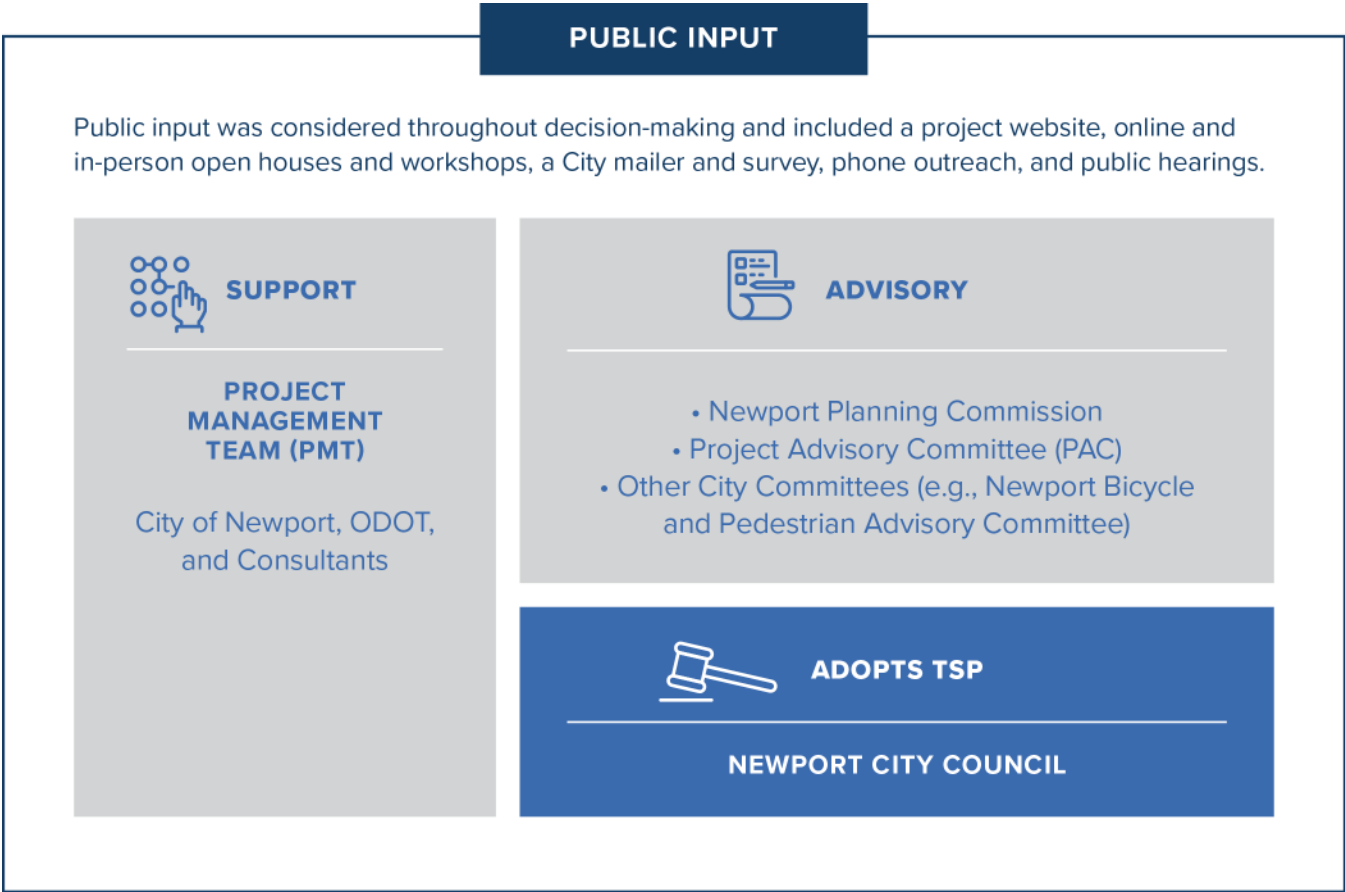 PUBLIC INPUT
Public input was considered throughout decision-making and included a project website, online and
in-person open houses and workshops, a City mailer and survey, phone outreach, and public hearings.
SUPPORT
PROJECT
MANAGEMENT
TEAM (PMT)
City of Newport, ODOT,
and Consultants
ADVISORY
• Newport Planning Commission
• Project Advisory Committee (PAC)
• Other City Committees (e.g., Newport Bicycle
and Pedestrian Advisory Committee)
ADOPTS TSP
NEWPORT CITY COUNCIL